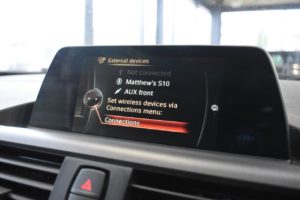 External devices
Not connected
Matthew's S10
AUX front
Set wireless devices via
Connections menu:
Connections